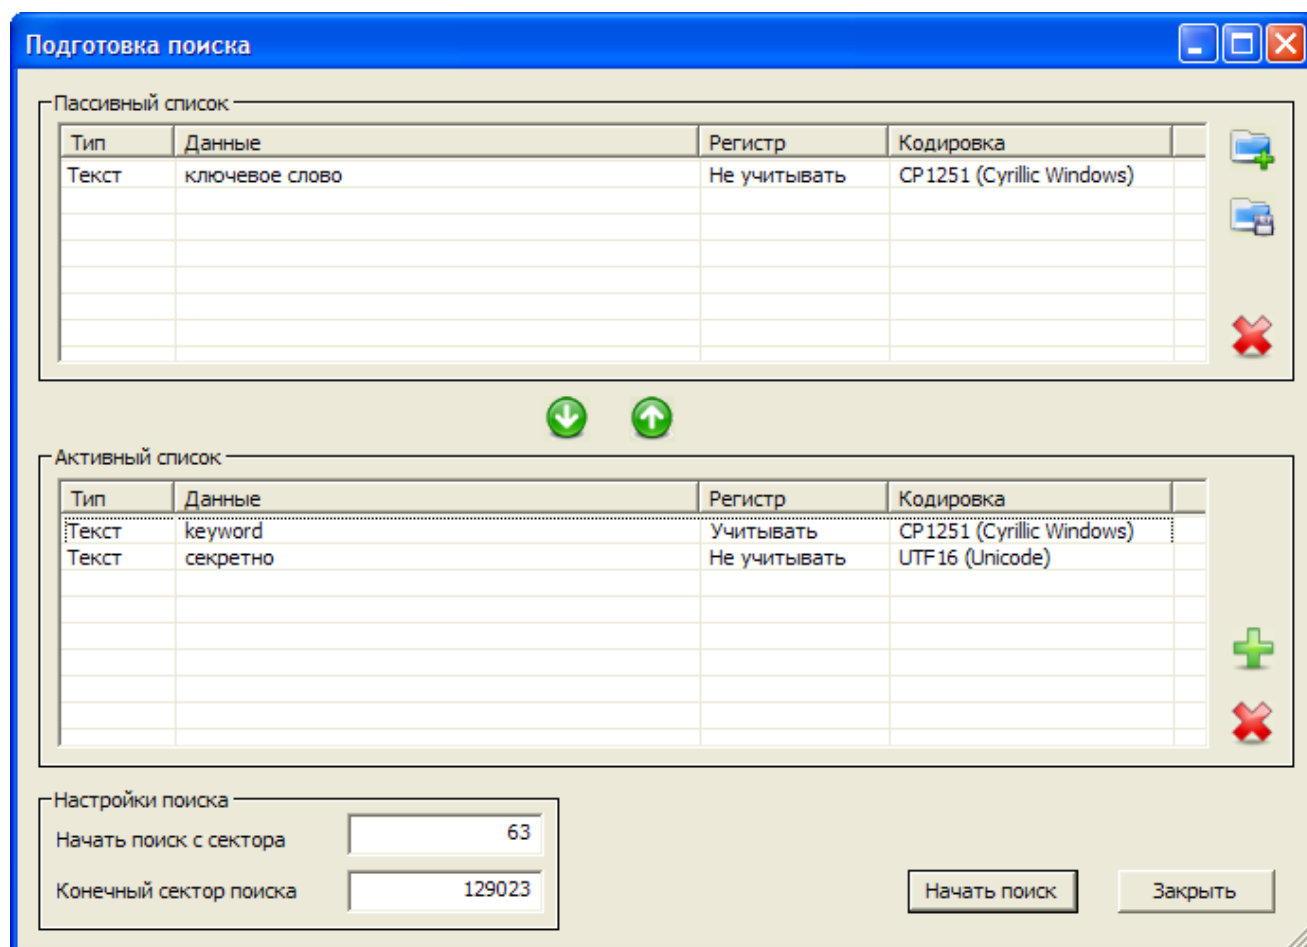 Подготовка поиска
Пассивный список
Тип Данные Регистр Кодировка
Текст ключевое слово Не учитывать CP1251 (Cyrillic Windows)
Активный список
Тип Данные Регистр Кодировка
Текст keyword Учитывать CP1251 (Cyrillic Windows)
Текст секретно Не учитывать UTF16 (Unicode)
Настройки поиска
Начать поиск с сектора 63
Конечный сектор поиска 129023
Начать поиск Закрыть